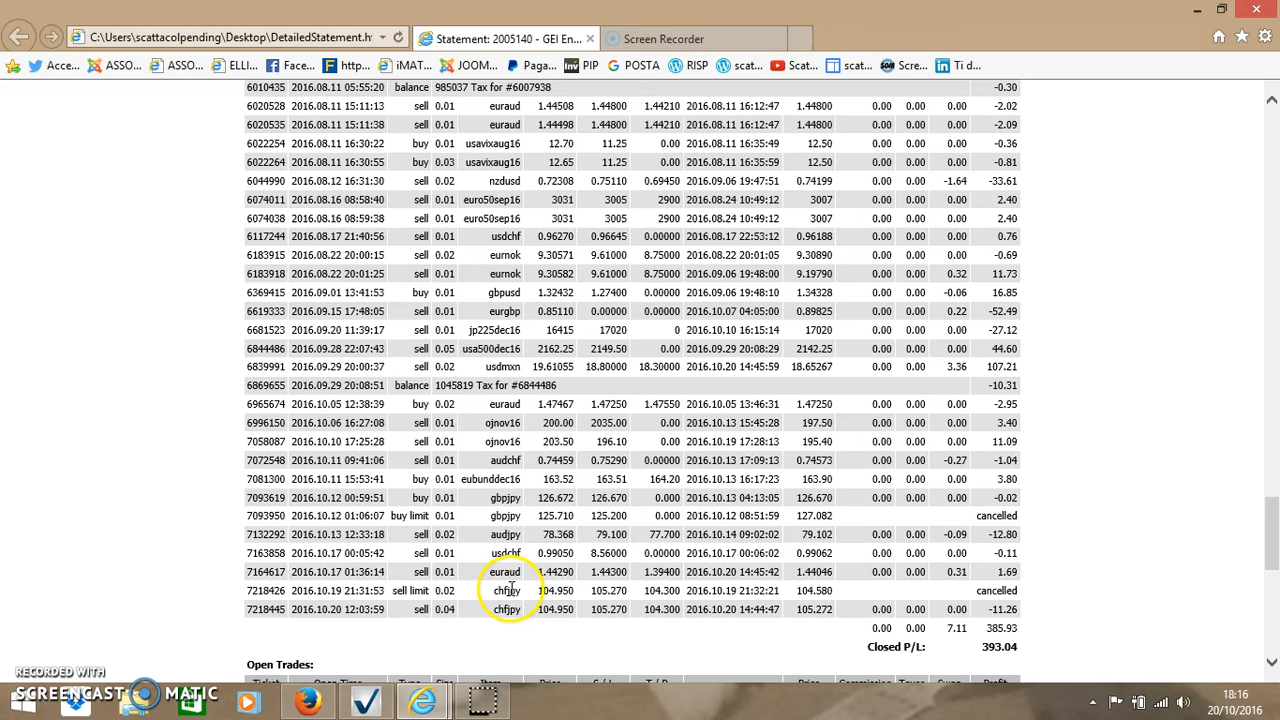 C:\Users\scattacolpending\Desktop\DetailedStatement.ht
Statement: 2005140 - GEI En...
Screen Recorder
Acce...
ASSO...
ASSO...
ELLI...
Face...
http...
iMAT...
JOOM...
Paga...
PIP
POSTA
RISP
scat...
Scat...
scat...
Scre...
Ti d...
6010435 2016.08.11 05:55:20 balance 985037 Tax for #6007938 -0.30
6020528 2016.08.11 15:11:13 sell 0.01 euraud 1.44508 1.44800 1.44210 2016.08.11 16:12:47 1.44800 0.00 0.00 0.00 -2.02
6020535 2016.08.11 15:11:38 sell 0.01 euraud 1.44498 1.44800 1.44210 2016.08.11 16:12:47 1.44800 0.00 0.00 0.00 -2.09
6022254 2016.08.11 16:30:22 buy 0.01 usavixaug16 12.70 11.25 0.00 2016.08.11 16:35:49 12.50 0.00 0.00 0.00 -0.36
6022264 2016.08.11 16:30:55 buy 0.03 usavixaug16 12.65 11.25 0.00 2016.08.11 16:35:59 12.50 0.00 0.00 0.00 -0.81
6044990 2016.08.12 16:31:30 sell 0.02 nzdusd 0.72308 0.75110 0.69450 2016.09.06 19:47:51 0.74199 0.00 0.00 -1.64 -33.61
6074011 2016.08.16 08:58:40 sell 0.01 euro50sep16 3031 3005 2900 2016.08.24 10:49:12 3007 0.00 0.00 0.00 2.40
6074038 2016.08.16 08:59:38 sell 0.01 euro50sep16 3031 3005 2900 2016.08.24 10:49:12 3007 0.00 0.00 0.00 2.40
6117244 2016.08.17 21:40:56 sell 0.01 usdchf 0.96270 0.96645 0.00000 2016.08.17 22:53:12 0.96188 0.00 0.00 0.00 0.76
6183915 2016.08.22 20:00:15 sell 0.02 eurnok 9.30571 9.61000 8.75000 2016.08.22 20:01:05 9.30890 0.00 0.00 0.00 -0.69
6183918 2016.08.22 20:01:25 sell 0.01 eurnok 9.30582 9.61000 8.75000 2016.09.06 19:48:00 9.19790 0.00 0.00 0.32 11.73
6369415 2016.09.01 13:41:53 buy 0.01 gbpusd 1.32432 1.27400 0.00000 2016.09.06 19:48:10 1.34328 0.00 0.00 -0.06 16.85
6619333 2016.09.15 17:48:05 sell 0.01 eurgbp 0.85110 0.00000 0.00000 2016.10.07 04:05:00 0.89825 0.00 0.00 0.22 -52.49
6681523 2016.09.20 11:39:17 sell 0.01 jp225dec16 16415 17020 0 2016.10.10 16:15:14 17020 0.00 0.00 0.00 -27.12
6844486 2016.09.28 22:07:43 sell 0.05 usa500dec16 2162.25 2149.50 0.00 2016.09.29 20:08:29 2142.25 0.00 0.00 0.00 44.60
6839991 2016.09.29 20:00:37 sell 0.02 usdmxn 19.61055 18.80000 18.30000 2016.10.20 14:45:59 18.65267 0.00 0.00 3.36 107.21
6869655 2016.09.29 20:08:51 balance 1045819 Tax for #6844486 -10.31
6965674 2016.10.05 12:38:39 buy 0.02 euraud 1.47467 1.47250 1.47550 2016.10.05 13:46:31 1.47250 0.00 0.00 0.00 -2.95
6996150 2016.10.06 16:27:08 sell 0.01 ojnov16 200.00 2035.00 0.00 2016.10.13 15:45:28 197.50 0.00 0.00 0.00 3.40
7058087 2016.10.11 17:25:28 sell 0.01 ojnov16 203.50 196.10 0.00 2016.10.19 17:28:13 195.40 0.00 0.00 0.00 11.09
7072548 2016.10.11 09:41:06 sell 0.01 audchf 0.74459 0.75290 0.00000 2016.10.13 17:09:13 0.74573 0.00 0.00 -0.27 -1.04
7081300 2016.10.11 15:53:41 buy 0.01 eubunddec16 163.52 163.51 164.20 2016.10.13 16:17:23 163.90 0.00 0.00 0.00 3.80
7093619 2016.10.12 00:59:51 buy 0.01 gbpjpy 126.672 126.670 0.000 2016.10.13 04:13:05 126.670 0.00 0.00 0.00 -0.02
7093950 2016.10.12 01:06:07 buy limit 0.01 gbpjpy 125.710 125.200 0.000 2016.10.12 08:51:59 127.082 cancelled
7132292 2016.10.13 12:33:18 sell 0.02 audjpy 78.368 79.100 77.700 2016.10.14 09:02:02 79.102 0.00 0.00 -0.09 -12.80
7163858 2016.10.17 00:05:42 sell 0.01 usdchf 0.99050 8.56000 0.00000 2016.10.17 00:06:02 0.99062 0.00 0.00 0.00 -0.11
7164617 2016.10.17 01:36:14 sell 0.01 euraud 1.44290 1.44300 1.39400 2016.10.20 14:45:42 1.44046 0.00 0.00 0.31 1.69
7218426 2016.10.19 21:31:53 sell limit 0.02 chfjpy 104.950 105.270 104.300 2016.10.19 21:32:21 104.580 cancelled
7218445 2016.10.20 12:03:59 sell 0.04 chfjpy 104.950 105.270 104.300 2016.10.20 14:44:47 105.272 0.00 0.00 0.00 -11.26
0.00 0.00 7.11 385.93
Closed P/L: 393.04
Open Trades:
Ticket Open Time Type Size Item Price S / L T / P Price Commission Taxes Swap Profit
RECORDED WITH
SCREENCAST MATIC
18:16
20/10/2016